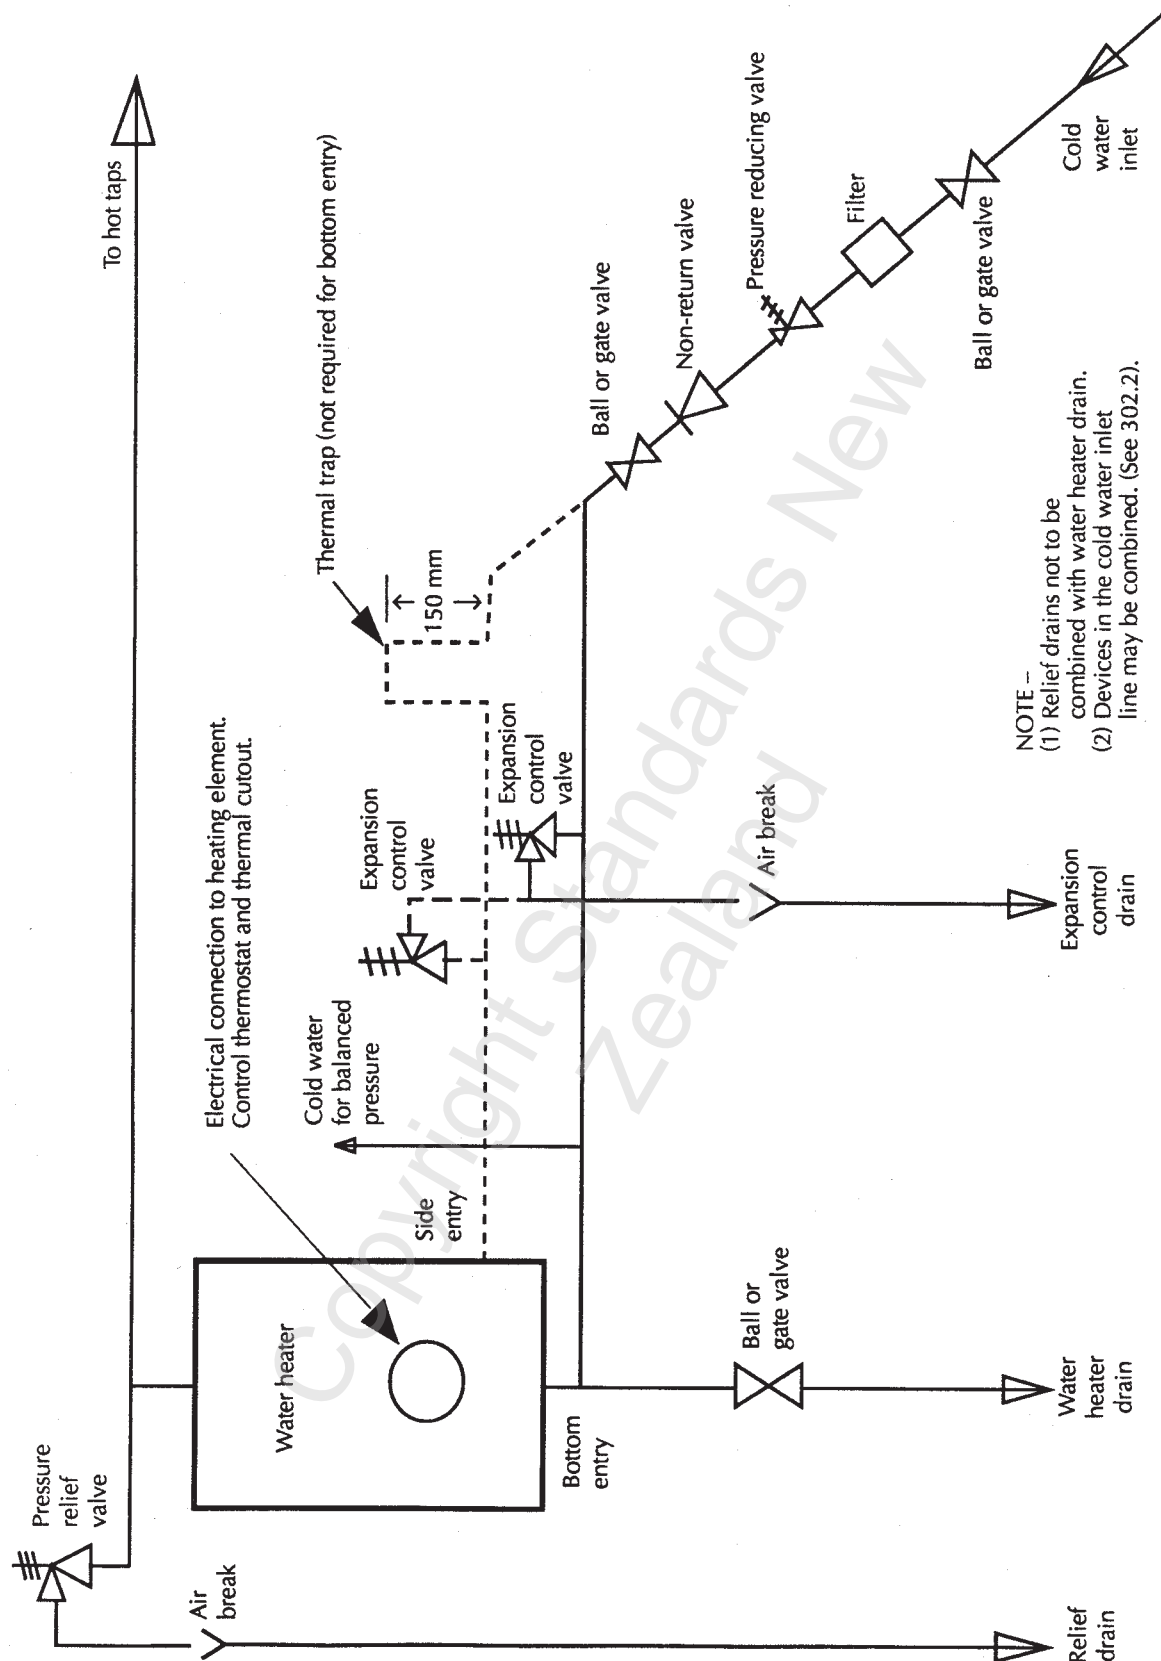 Pressure
relief
valve
To hot taps
Air
break
Relief
drain
Water heater
Electrical connection to heating element.
Control thermostat and thermal cutout.
Thermal trap (not required for bottom entry)
150 mm
Side
entry
Bottom
entry
Cold water
for balanced
pressure
Expansion
control
valve
Expansion
control
valve
Ball or gate valve
Non-return valve
Pressure reducing valve
Filter
Ball or gate valve
Cold
water
inlet
Ball or
gate valve
Water
heater
drain
Air break
Expansion
control
drain
NOTE –
(1) Relief drains not to be
combined with water heater drain.
(2) Devices in the cold water inlet
line may be combined. (See 302.2).
Copyright Standards New
Zealand